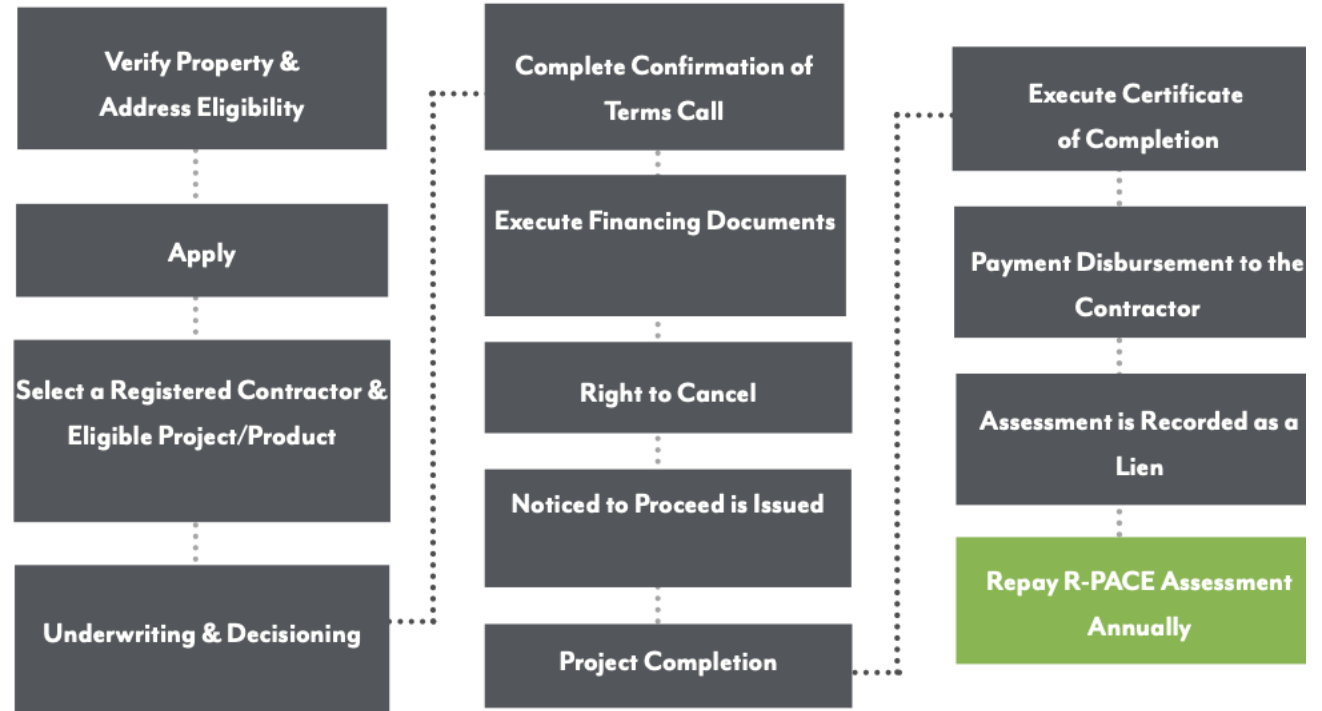 Verify Property &
Address Eligibility
Apply
Select a Registered Contractor &
Eligible Project/Product
Underwriting & Decisioning
Complete Confirmation of
Terms Call
Execute Financing Documents
Right to Cancel
Noticed to Proceed is Issued
Project Completion
Execute Certificate
of Completion
Payment Disbursement to the
Contractor
Assessment is Recorded as a
Lien
Repay R-PACE Assessment
Annually